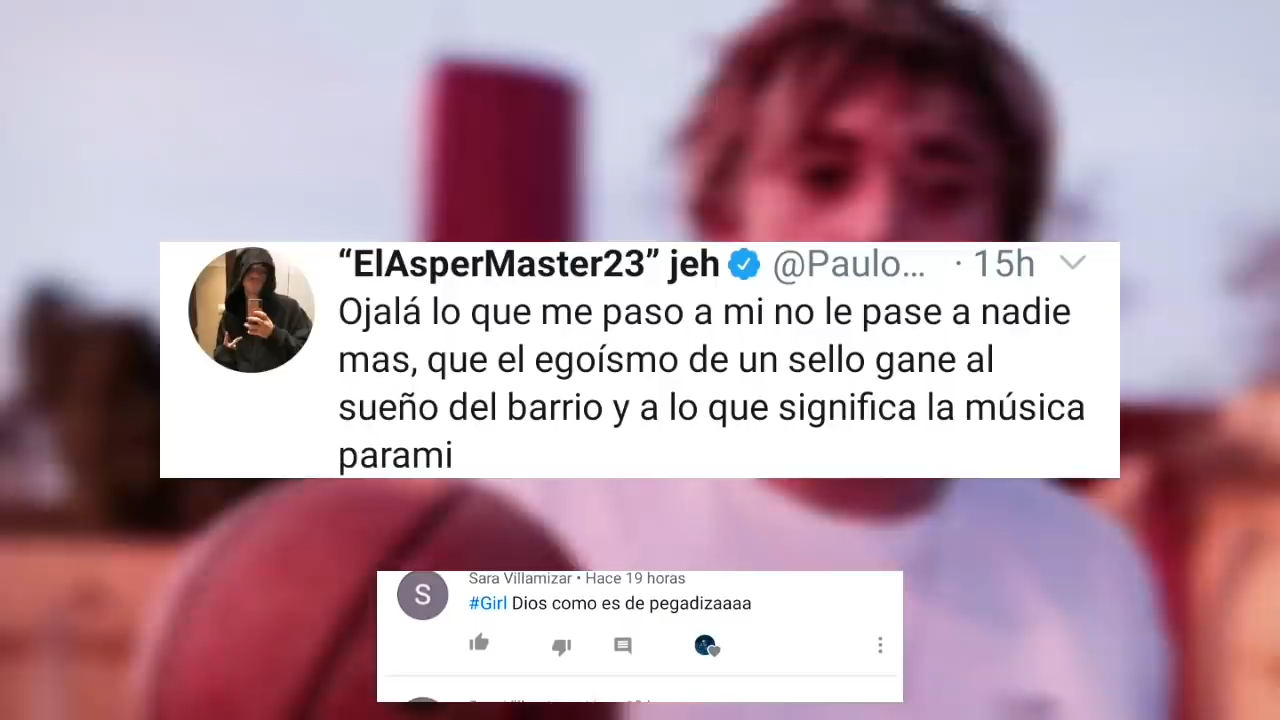 “ElAsperMaster23” jeh @Paulo... · 15h
Ojalá lo que me paso a mi no le pase a nadie
mas, que el egoísmo de un sello gane al
sueño del barrio y a lo que significa la música
parami
S
Sara Villamizar • Hace 19 horas
#Girl Dios como es de pegadizaaaa